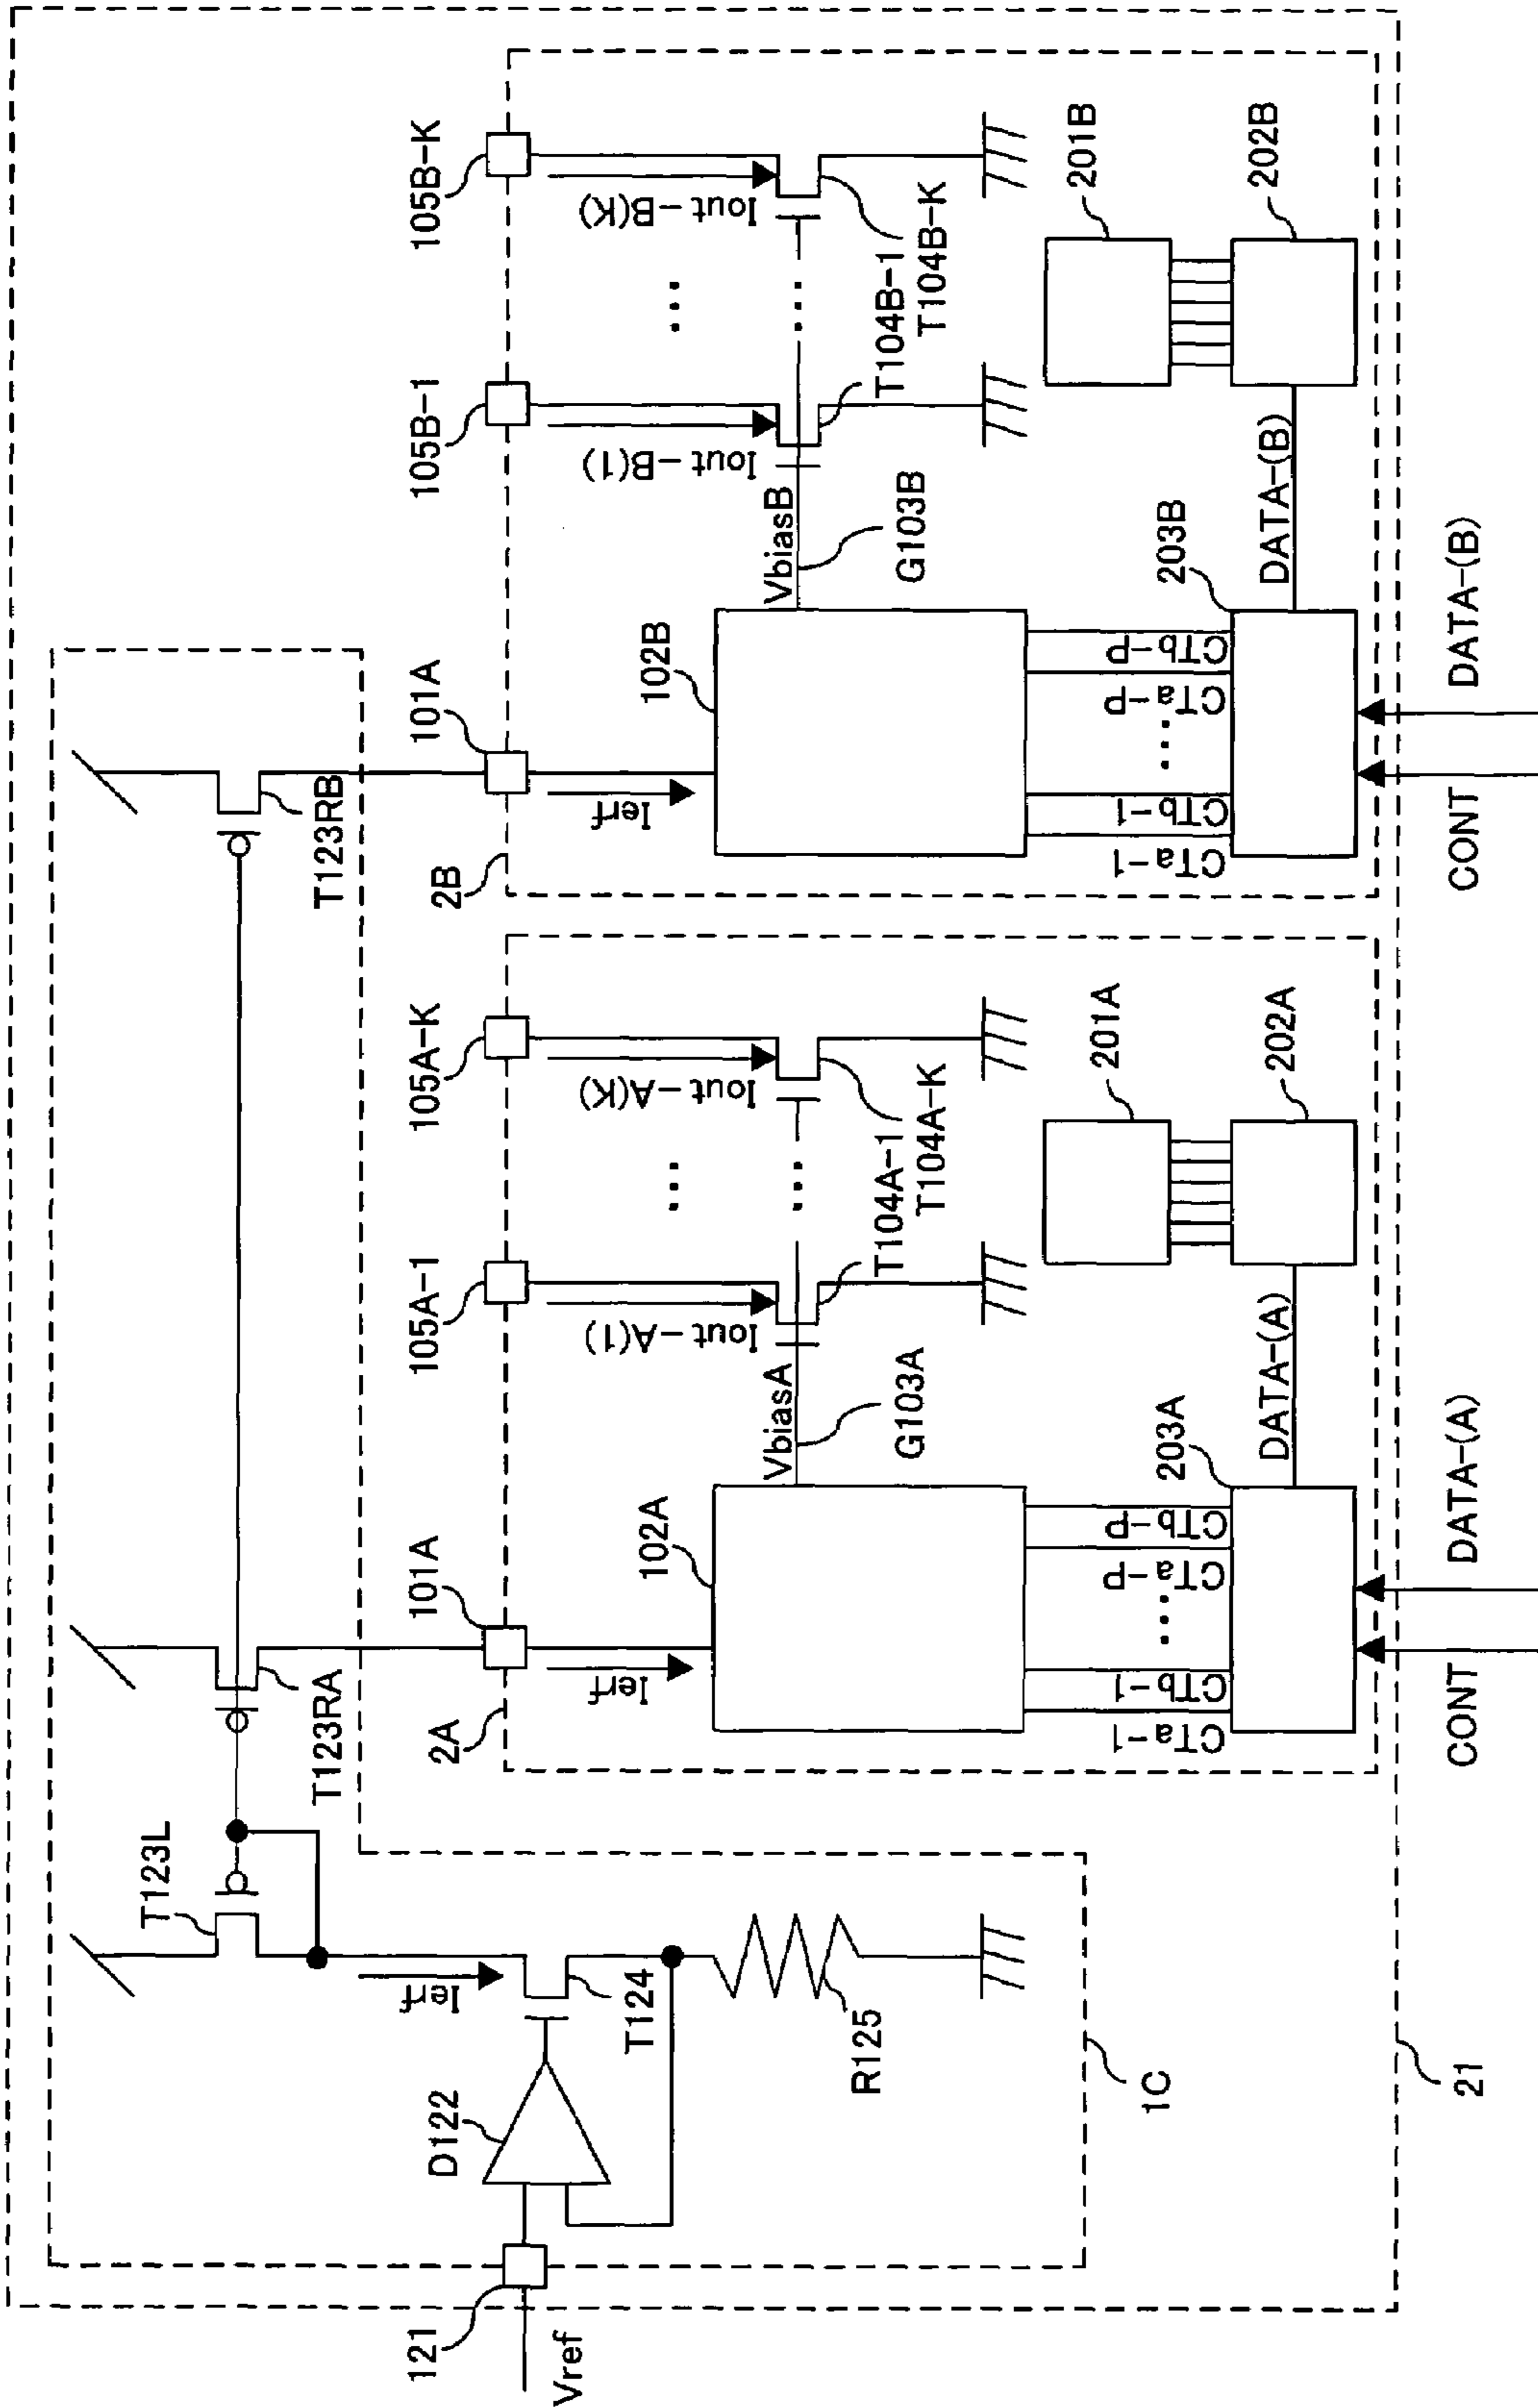 121
Vref
D122
T123L
Ierf
T124
R125
1C
21
T123RA
T123RB
2A
101A
Ierf
102A
VbiasA
G103A
105A-1
Iout-A(1)
...
...
T104A-1
105A-K
Iout-A(K)
T104A-K
CTa-1
CTb-1
...
CTa-P
CTb-P
203A
DATA-(A)
201A
202A
CONT
DATA-(A)
2B
101A
Ierf
102B
VbiasB
G103B
105B-1
Iout-B(1)
...
...
T104B-1
105B-K
Iout-B(K)
T104B-K
CTa-1
CTb-1
...
CTa-P
CTb-P
203B
DATA-(B)
201B
202B
CONT
DATA-(B)